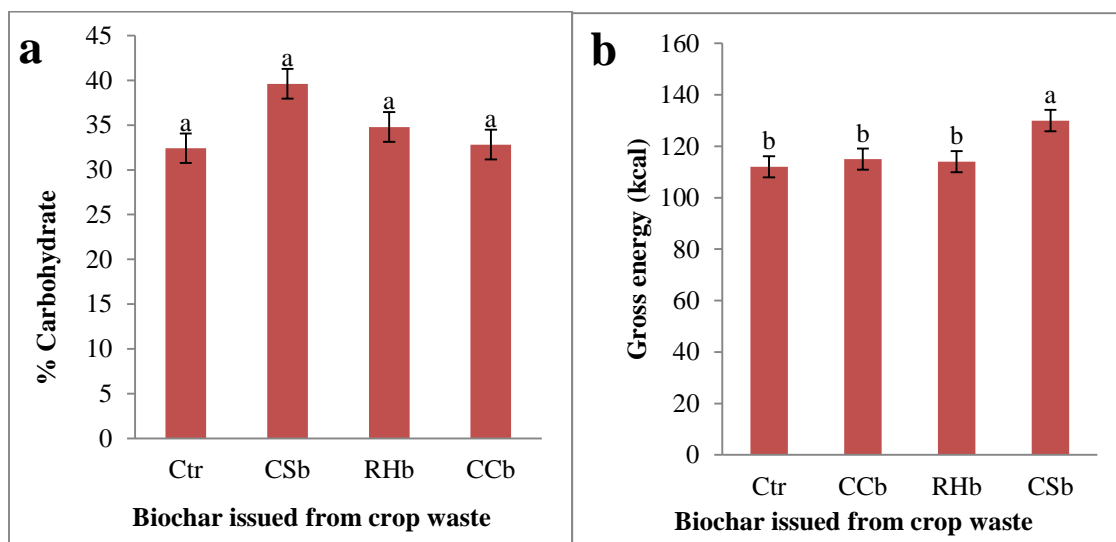 a
% Carbohydrate
45
40
35
30
25
20
15
10
5
0
a
a
a
a
Ctr CSb RHb CCb
Biochar issued from crop waste
b
Gross energy (kcal)
160
140
120
100
80
60
40
20
0
b
b
b
a
Ctr CCb RHb CSb
Biochar issued from crop waste